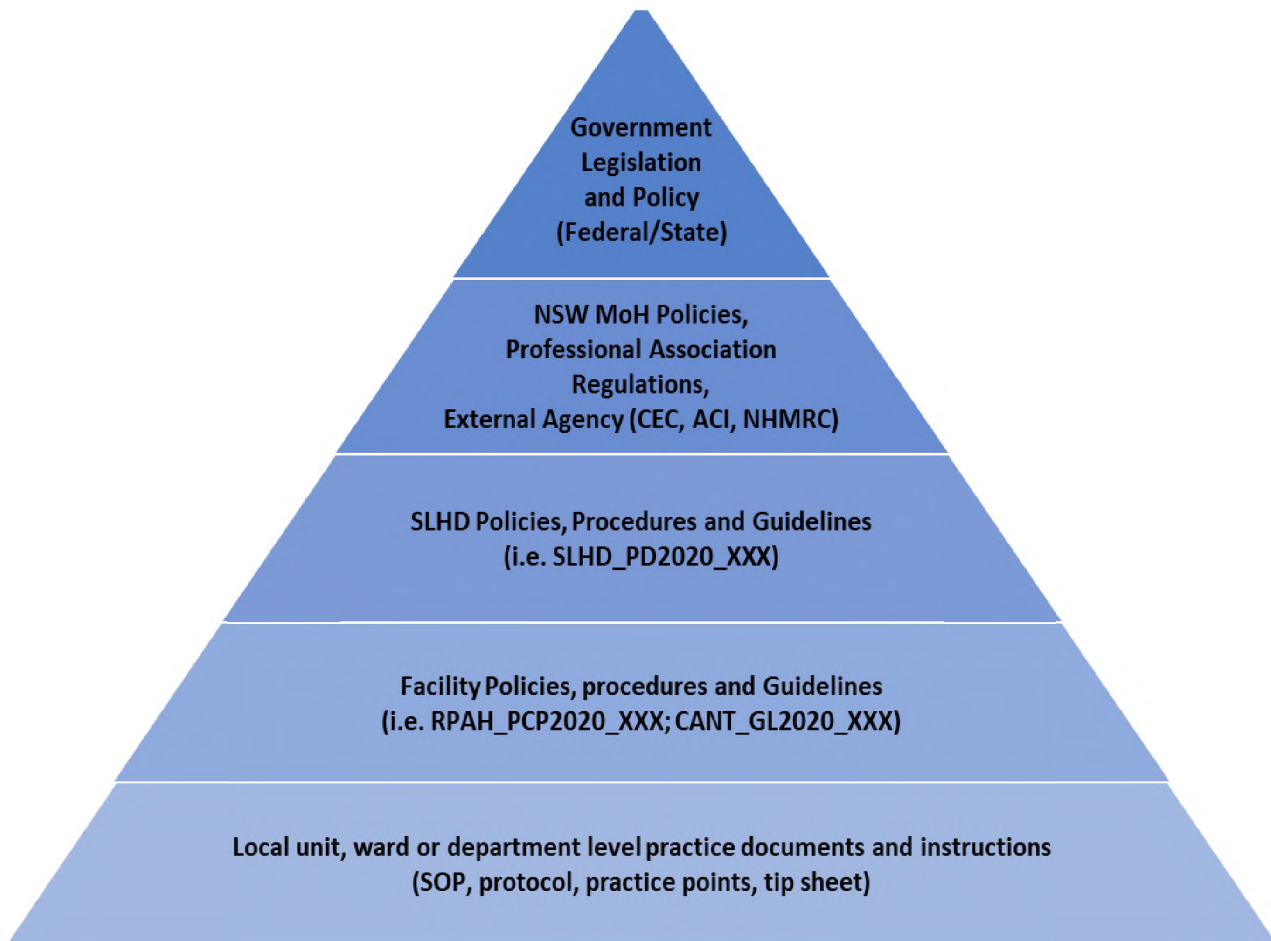 Government
Legislation
and Policy
(Federal/State)
NSW MoH Policies,
Professional Association
Regulations,
External Agency (CEC, ACI, NHMRC)
SLHD Policies, Procedures and Guidelines
(i.e. SLHD_PD2020_XXX)
Facility Policies, procedures and Guidelines
(i.e. RPAH_PCP2020_XXX; CANT_GL2020_XXX)
Local unit, ward or department level practice documents and instructions
(SOP, protocol, practice points, tip sheet)